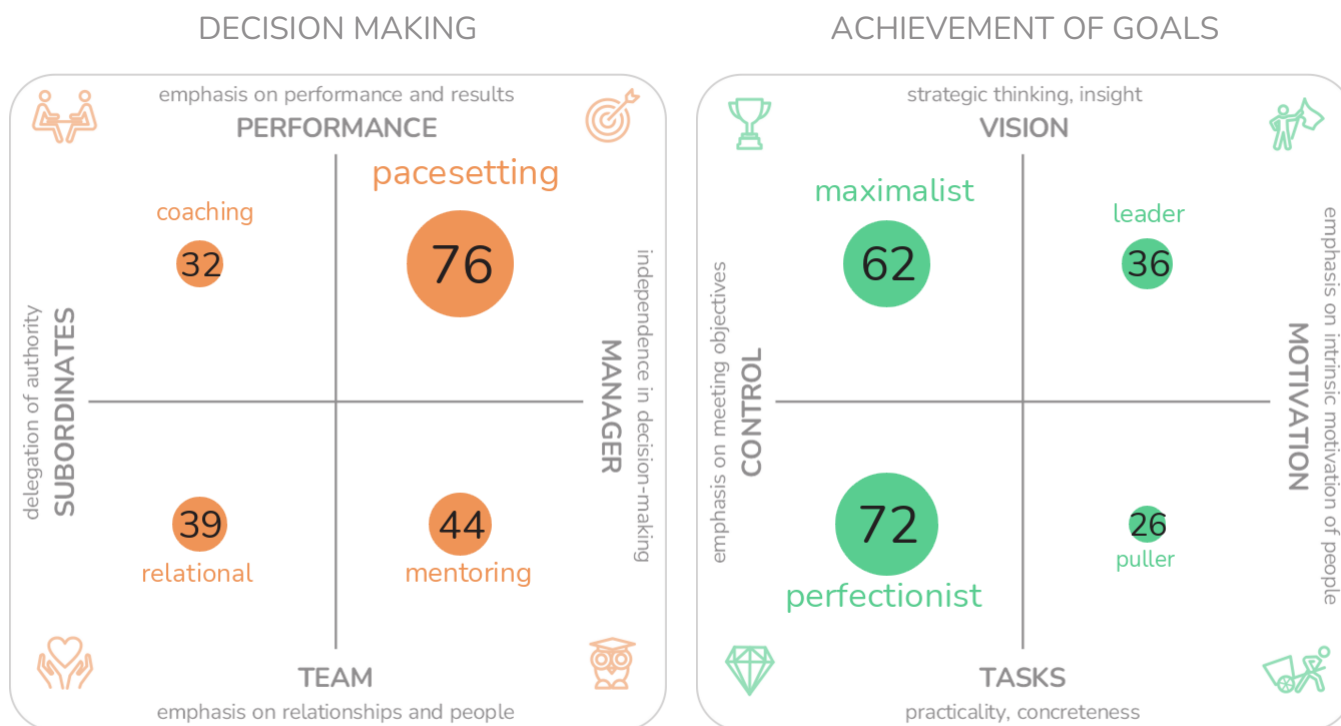 DECISION MAKING
emphasis on performance and results
PERFORMANCE
pacesetting
coaching
32
76
delegation of authority
SUBORDINATES
MANAGER
independence in decision-making
39
44
relational
mentoring
TEAM
emphasis on relationships and people
ACHIEVEMENT OF GOALS
strategic thinking, insight
VISION
maximalist
leader
62
36
emphasis on meeting objectives
CONTROL
MOTIVATION
emphasis on intrinsic motivation of people
72
26
perfectionist
puller
TASKS
practicality, concreteness